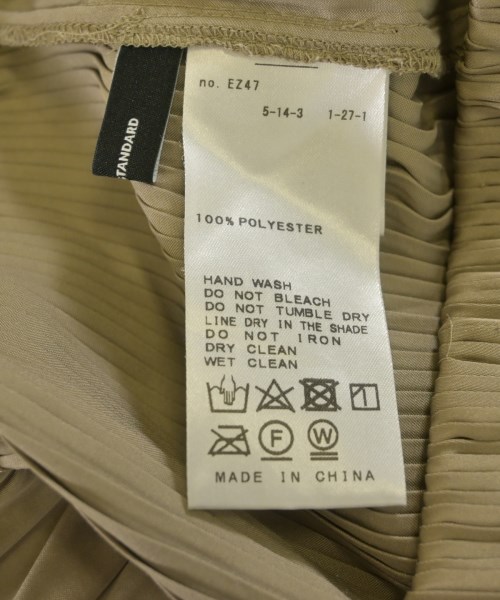 no. EZ47
5-14-3 1-27-1
STANDARD
100% POLYESTER
HAND WASH
DO NOT BLEACH
DO NOT TUMBLE DRY
LINE DRY IN THE SHADE
DO NOT IRON
DRY CLEAN
WET CLEAN
F W
MADE IN CHINA